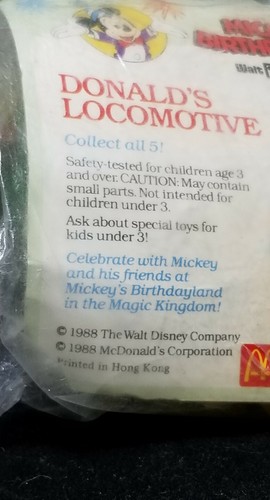 BIRTH
Walt
DONALD'S
LOCOMOTIVE
Collect all 5!
Safety-tested for children age 3
and over. CAUTION: May contain
small parts. Not intended for
children under 3.
Ask about special toys for
kids under 3!
Celebrate with Mickey
and his friends at
Mickey's Birthdayland
in the Magic Kingdom!
© 1988 The Walt Disney Company
© 1988 McDonald's Corporation
Printed in Hong Kong